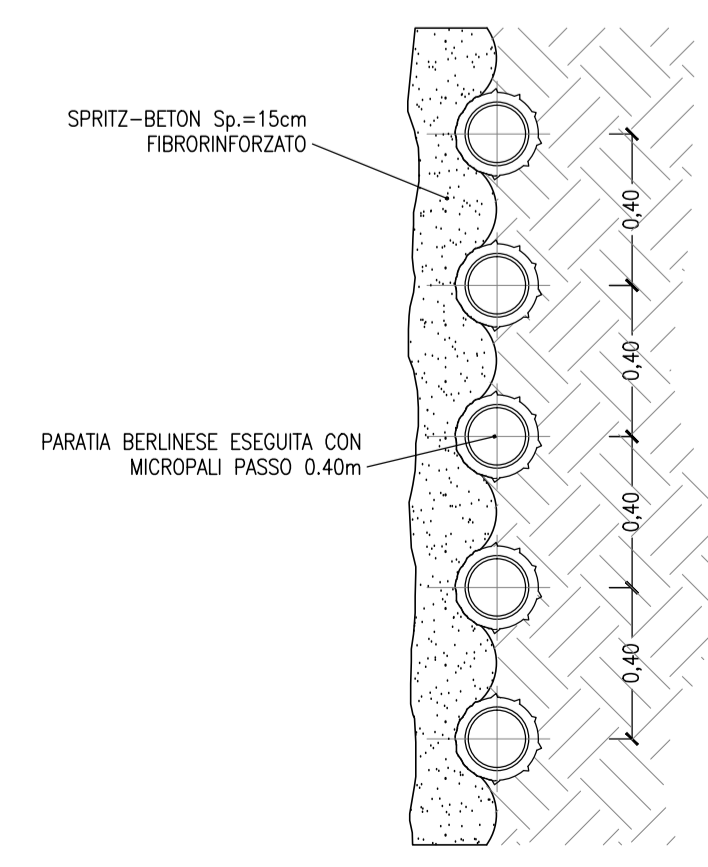 SPRITZ-BETON Sp.=15cm
FIBRORINFORZATO
0,40
0,40
PARATIA BERLINESE ESEGUITA CON
MICROPALI PASSO 0.40m
0,40
0,40